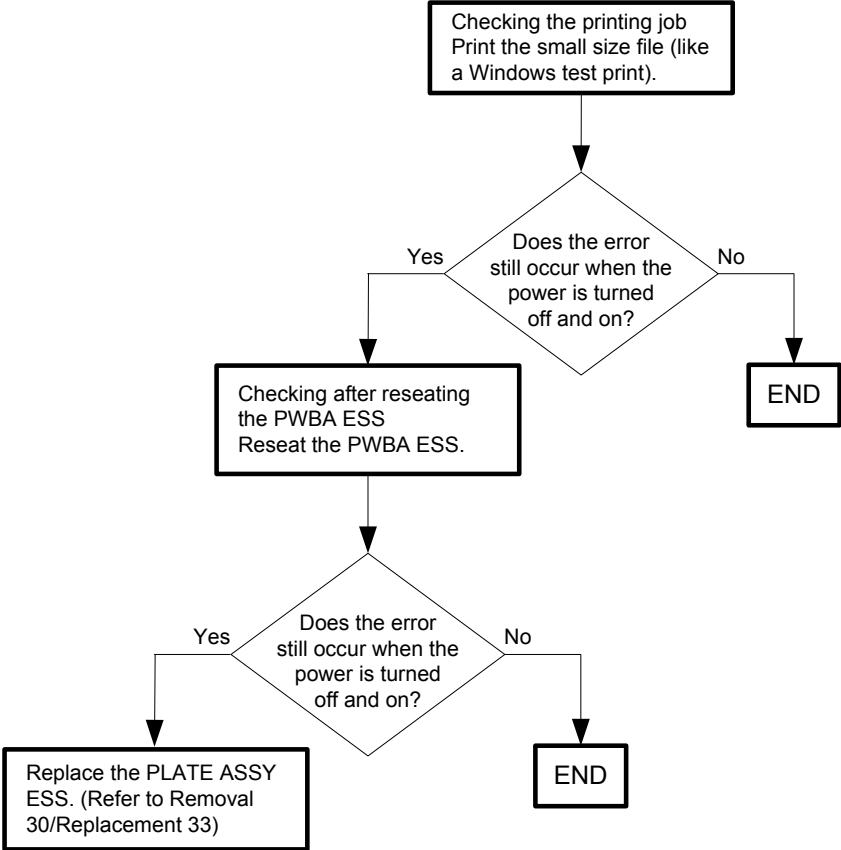 Checking the printing job
Print the small size file (like
a Windows test print).
Does the error
still occur when the
power is turned
off and on?
Yes
No
Checking after reseating
the PWBA ESS
Reseat the PWBA ESS.
END
Does the error
still occur when the
power is turned
off and on?
Yes
No
Replace the PLATE ASSY
ESS. (Refer to Removal
30/Replacement 33)
END